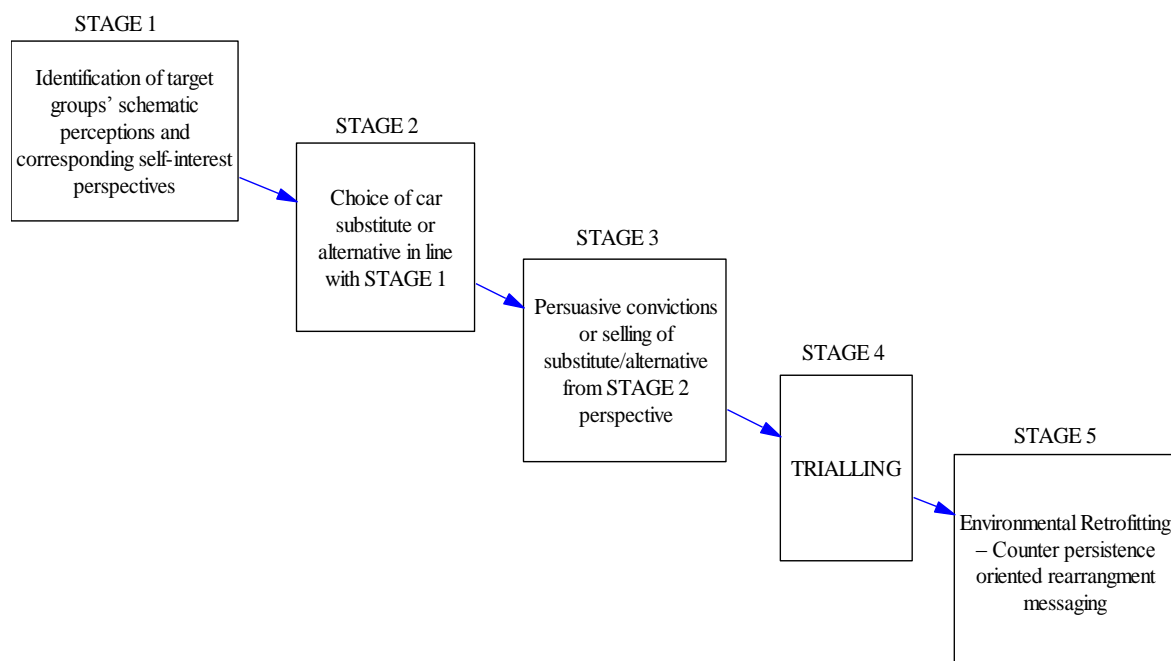 STAGE 1
Identification of target
groups’ schematic
perceptions and
corresponding self-interest
perspectives
STAGE 2
Choice of car
substitute or
alternative in line
with STAGE 1
STAGE 3
Persuasive convictions
or selling of
substitute/alternative
from STAGE 2
perspective
STAGE 4
TRIALLING
STAGE 5
Environmental Retrofitting
– Counter persistence
oriented rearrangment
messaging